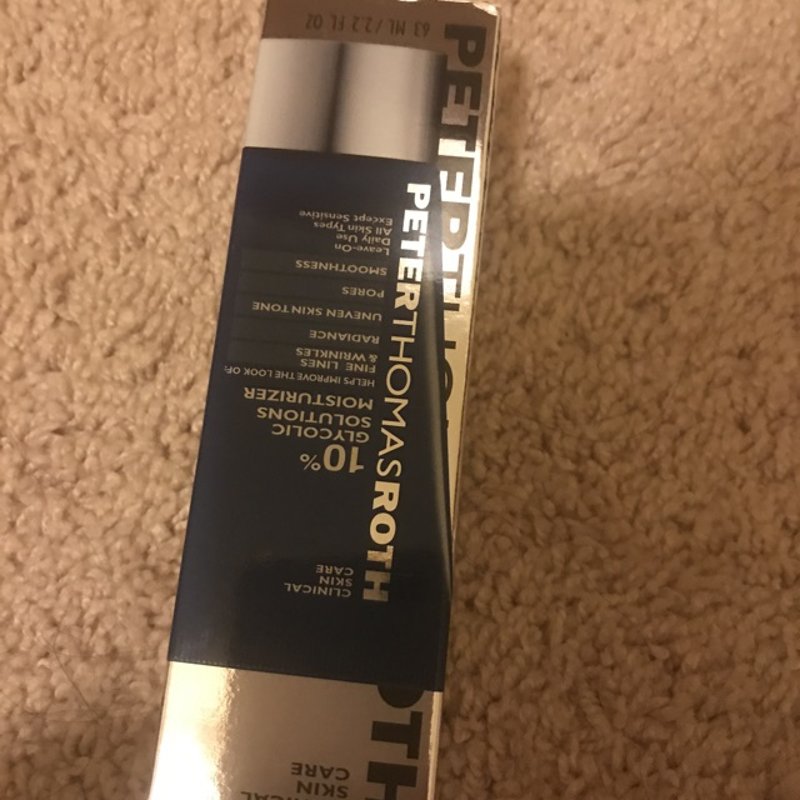 PETERTHOMASROTH
CLINICAL
SKIN
CARE
10%
GLYCOLIC
SOLUTIONS
MOISTURIZER
HELPS IMPROVE THE LOOK OF:
FINE LINES
& WRINKLES
RADIANCE
UNEVEN SKIN TONE
PORES
SMOOTHNESS
Leave-On
Daily Use
All Skin Types
Except Sensitive
63 ML / 2.2 FL OZ
PETER
SKIN
CARE